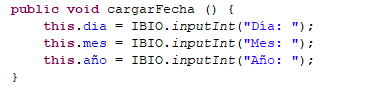 public void cargarFecha () {
this.dia = IBIO.inputInt("Día: ");
this.mes = IBIO.inputInt("Mes: ");
this.año = IBIO.inputInt("Año: ");
}